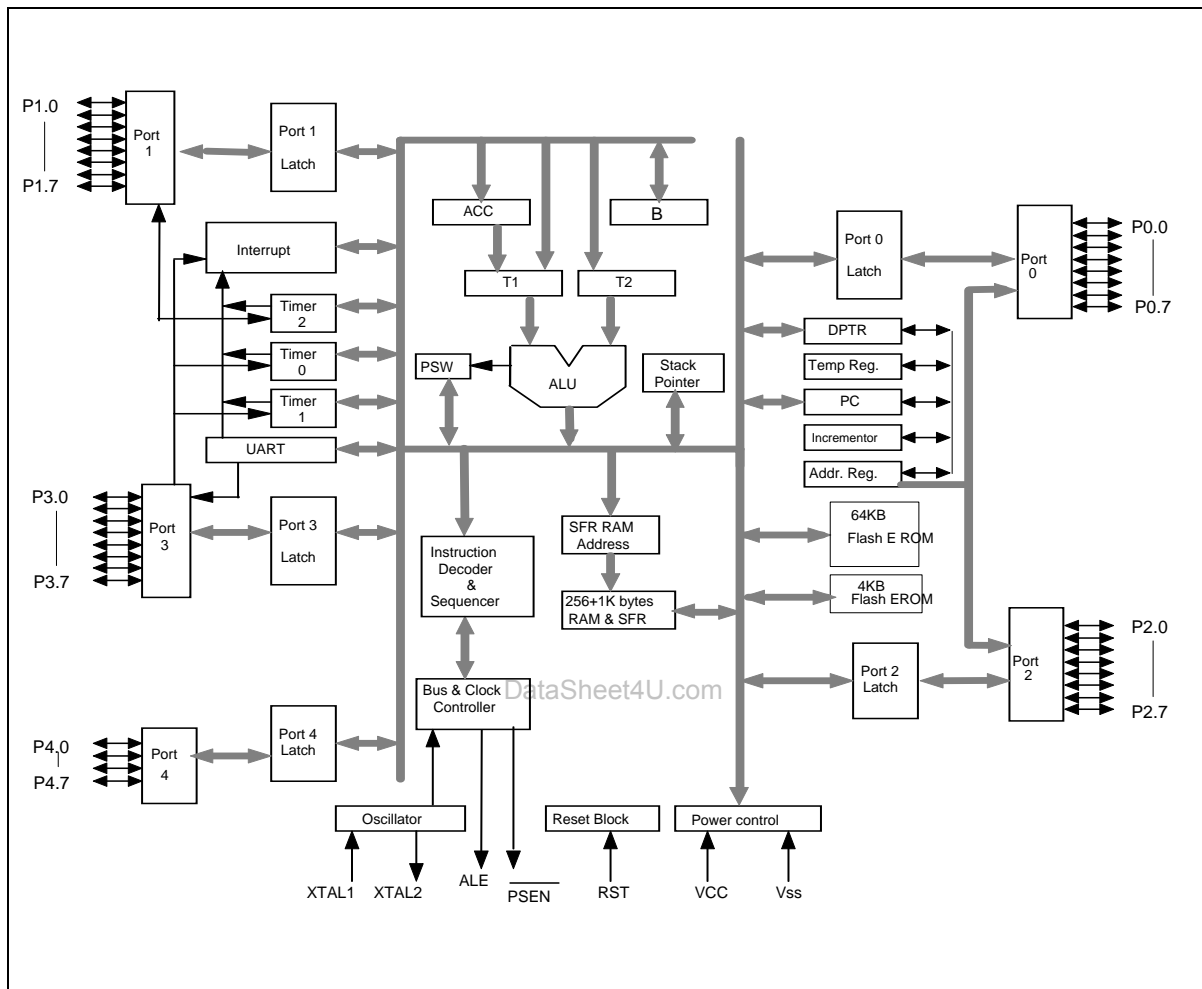 P1.0
P1.7
Port
1
Port 1
Latch
ACC
B
Interrupt
T1
T2
Timer
2
Timer
0
Timer
1
UART
PSW
ALU
Stack
Pointer
Port 0
Latch
Port
0
P0.0
P0.7
DPTR
Temp Reg.
PC
Incrementor
Addr. Reg.
P3.0
P3.7
Port
3
Port 3
Latch
Instruction
Decoder
&
Sequencer
SFR RAM
Address
256+1K bytes
RAM & SFR
64KB
Flash E ROM
4KB
Flash EROM
Port 2
Latch
Port
2
P2.0
P2.7
Bus & Clock
Controller
DataSheet4U.com
P4.0
P4.7
Port
4
Port 4
Latch
Oscillator
Reset Block
Power control
XTAL1
XTAL2
ALE
PSEN
RST
VCC
Vss